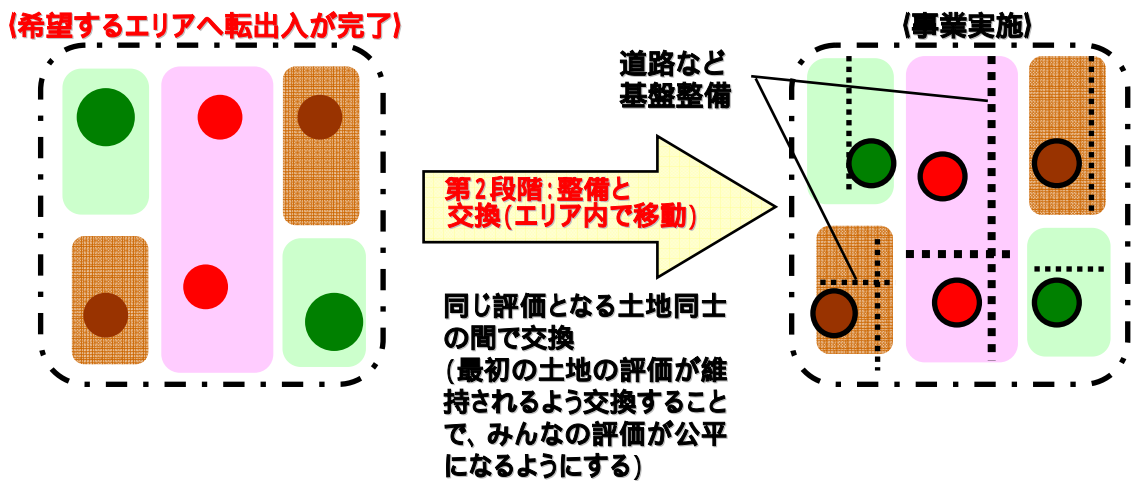 (希望するエリアへ転出入が完了)
(事業実施)
道路など
基盤整備
第2段階:整備と
交換(エリア内で移動)
同じ評価となる土地同士
の間で交換
(最初の土地の評価が維
持されるよう交換すること
で、みんなの評価が公平
になるようにする)